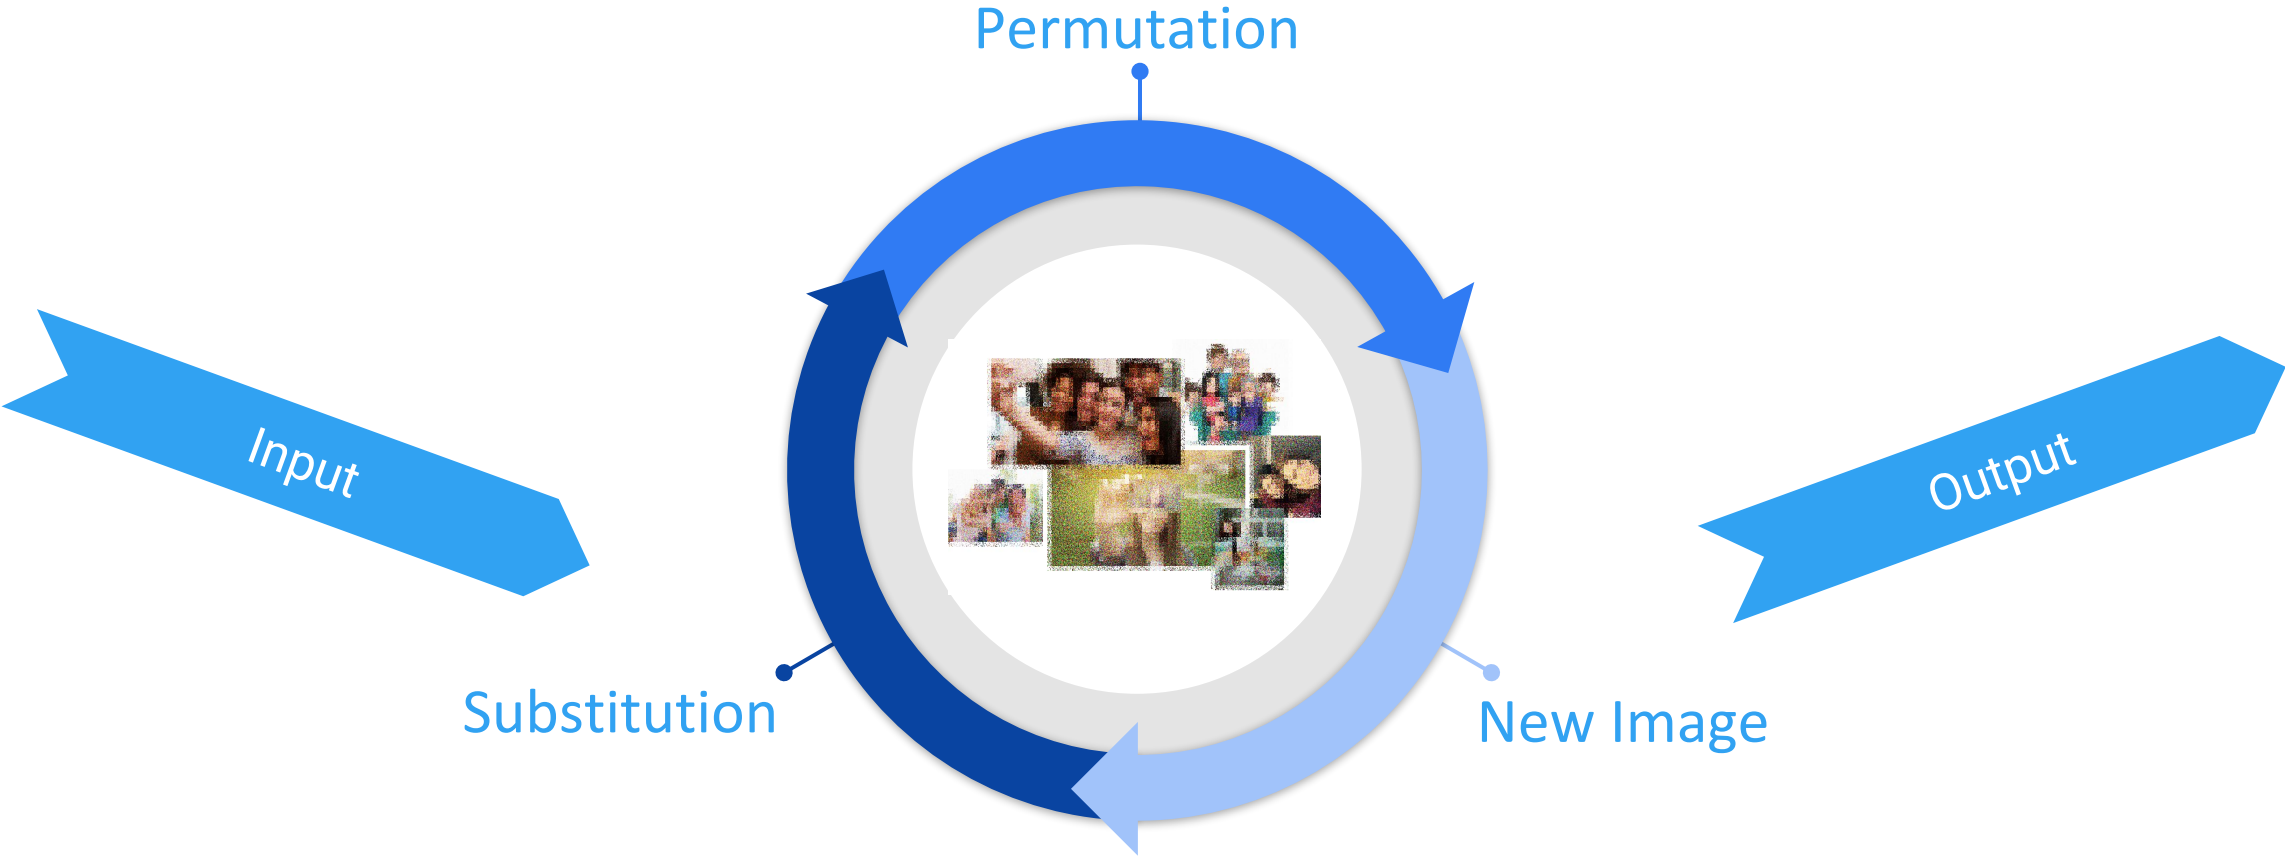 Permutation
Input
Output
Substitution
New Image